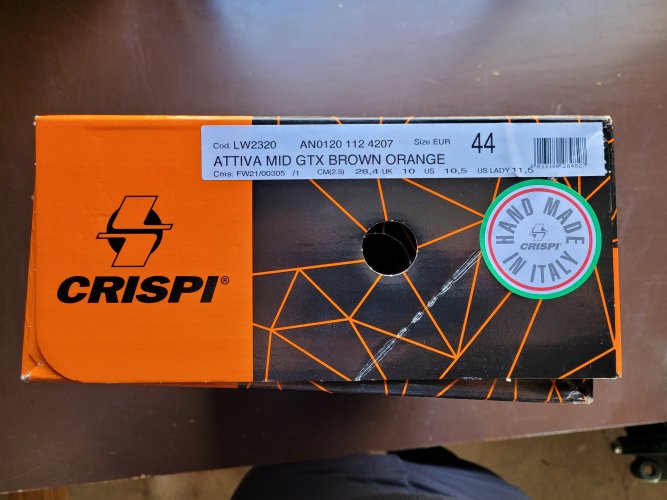 Cod. LW2320 AN0120 112 4207 Size EUR 44
ATTIVA MID GTX BROWN ORANGE
Cms: FW21/00305 /1 CM(2.5) 28,4 UK 10 US 10,5 US LADY 11,5
CRISPI®
HAND MADE
CRISPI
IN ITALY